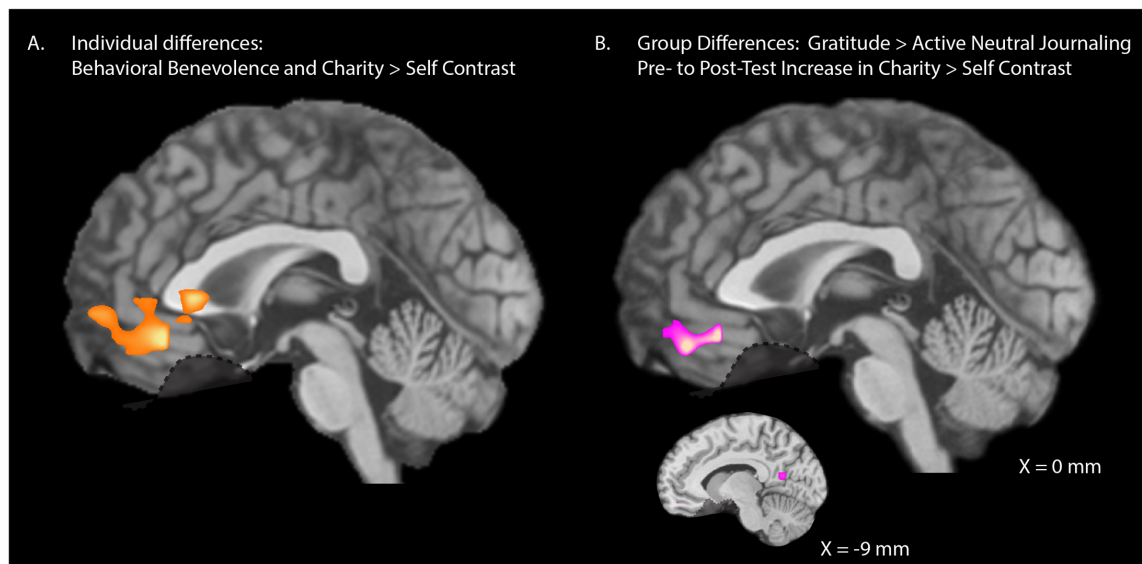 A. Individual differences:
Behavioral Benevolence and Charity > Self Contrast
B. Group Differences: Gratitude > Active Neutral Journaling
Pre- to Post-Test Increase in Charity > Self Contrast
X = 0 mm
X = -9 mm